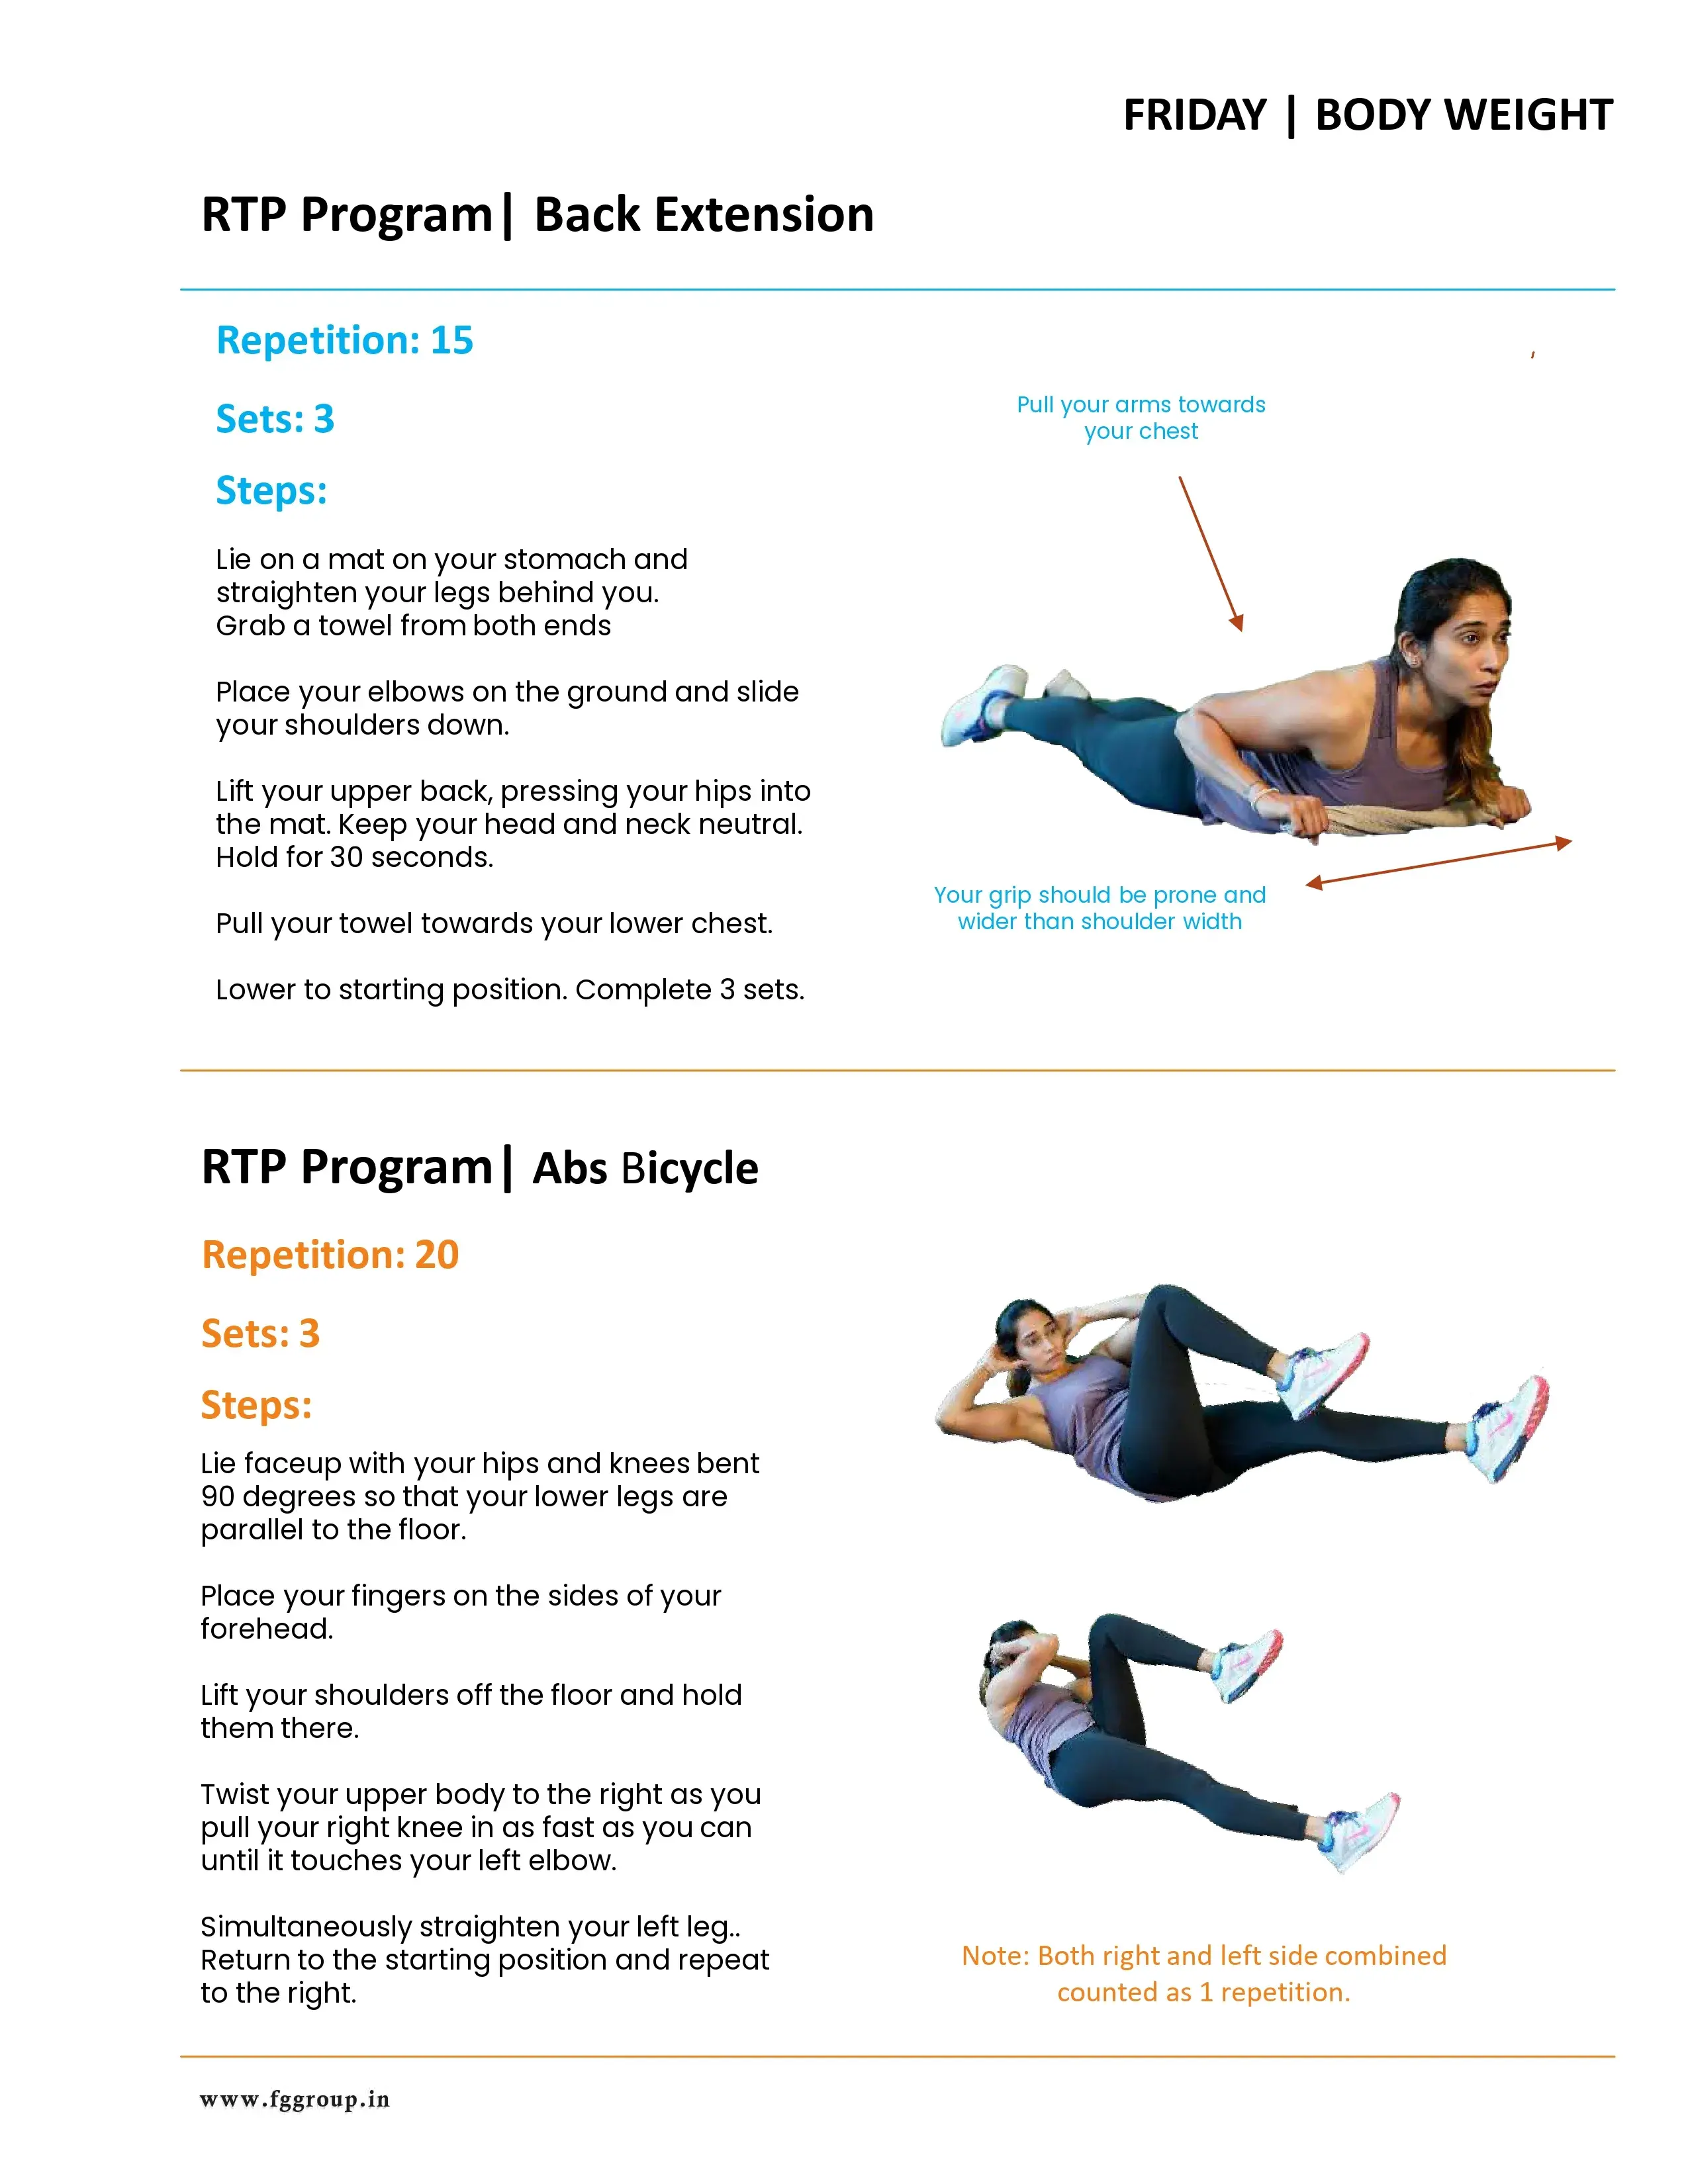 FRIDAY | BODY WEIGHT
RTP Program| Back Extension
Repetition: 15
Sets: 3
Steps:
Lie on a mat on your stomach and
straighten your legs behind you.
Grab a towel from both ends
Place your elbows on the ground and slide
your shoulders down.
Lift your upper back, pressing your hips into
the mat. Keep your head and neck neutral.
Hold for 30 seconds.
Pull your towel towards your lower chest.
Lower to starting position. Complete 3 sets.
,
Pull your arms towards
your chest
Your grip should be prone and
wider than shoulder width
RTP Program| Abs Bicycle
Repetition: 20
Sets: 3
Steps:
Lie faceup with your hips and knees bent
90 degrees so that your lower legs are
parallel to the floor.
Place your fingers on the sides of your
forehead.
Lift your shoulders off the floor and hold
them there.
Twist your upper body to the right as you
pull your right knee in as fast as you can
until it touches your left elbow.
Simultaneously straighten your left leg..
Return to the starting position and repeat
to the right.
Note: Both right and left side combined
counted as 1 repetition.
www.fggroup.in